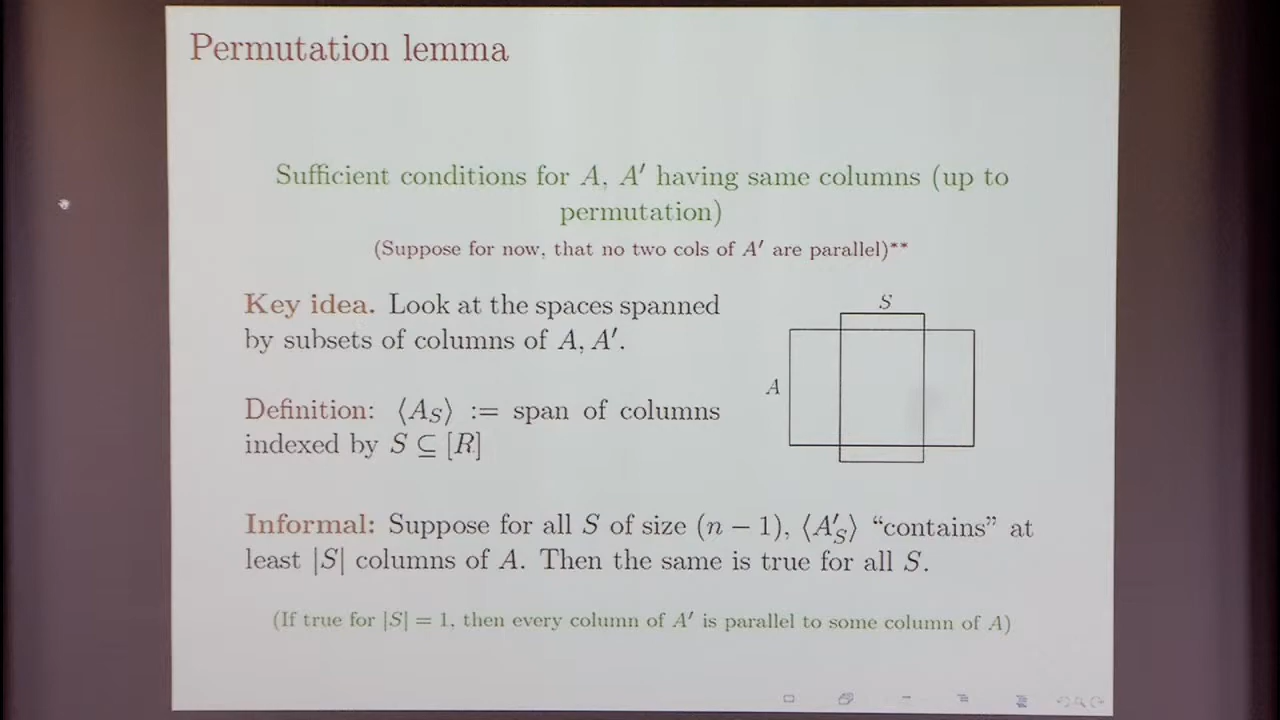 Permutation lemma
Sufficient conditions for A, A′ having same columns (up to
permutation)
(Suppose for now, that no two cols of A′ are parallel)**
Key idea. Look at the spaces spanned
by subsets of columns of A, A′.
S
A
Definition: ⟨A_S⟩ := span of columns
indexed by S ⊆ [R]
Informal: Suppose for all S of size (n − 1), ⟨A′_S⟩ “contains” at
least |S| columns of A. Then the same is true for all S.
(If true for |S| = 1, then every column of A′ is parallel to some column of A)